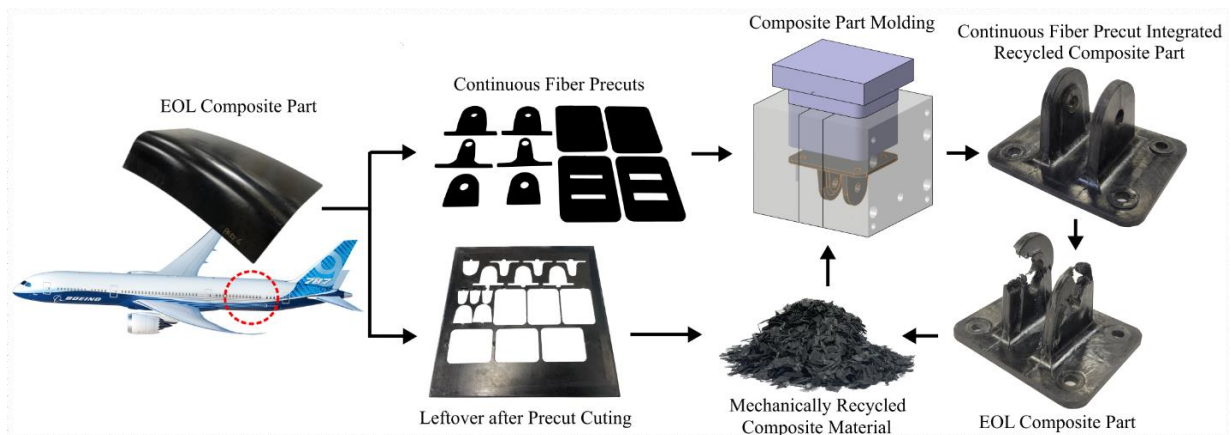 EOL Composite Part
Continuous Fiber Precuts
Composite Part Molding
Continuous Fiber Precut Integrated
Recycled Composite Part
BOEING
787
Leftover after Precut Cuting
Mechanically Recycled
Composite Material
EOL Composite Part